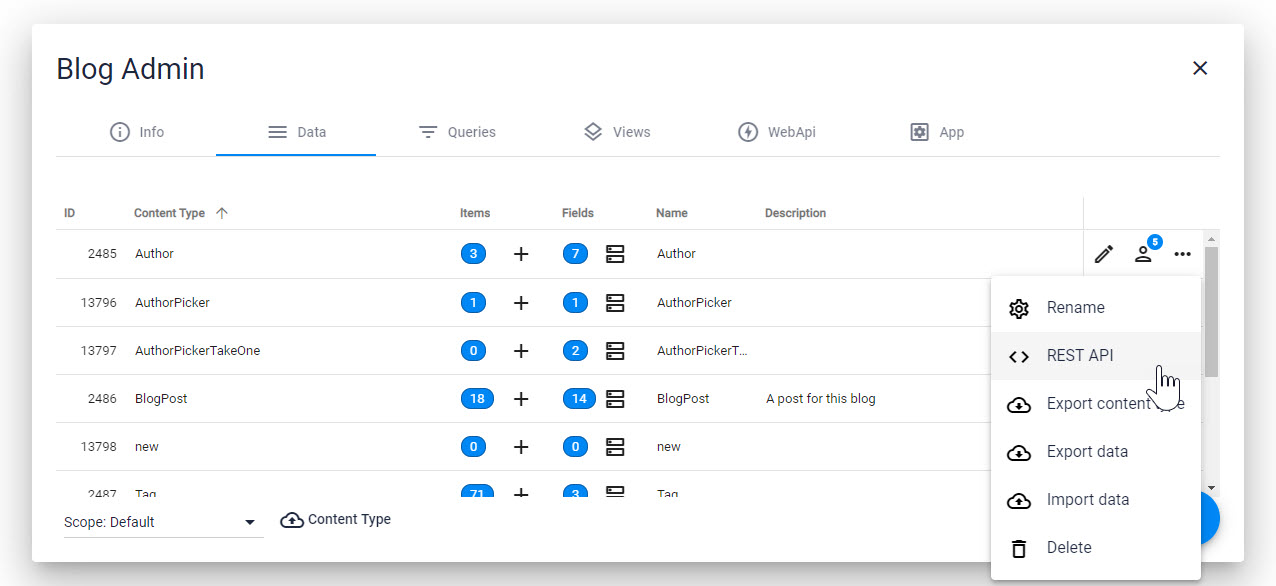 Blog Admin
Info Data Queries Views WebApi App
ID Content Type Items Fields Name Description
2485 Author 3 7 Author 5
13796 AuthorPicker 1 1 AuthorPicker
Rename
13797 AuthorPickerTakeOne 0 2 AuthorPickerT...
REST API
2486 BlogPost 18 14 BlogPost A post for this blog
Export content type
13798 new 0 0 new
Export data
2487 Tag 71 3 Tag
Import data
Scope: Default Content Type
Delete